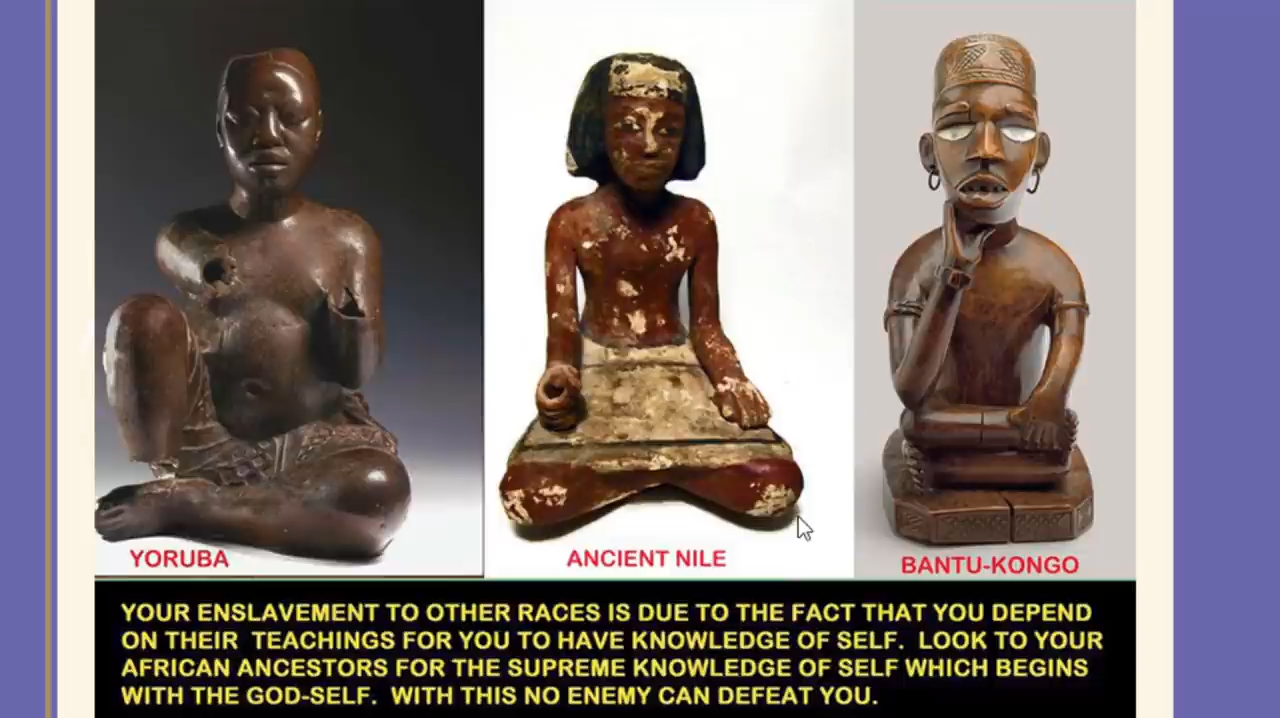 YORUBA
ANCIENT NILE
BANTU-KONGO
YOUR ENSLAVEMENT TO OTHER RACES IS DUE TO THE FACT THAT YOU DEPEND
ON THEIR TEACHINGS FOR YOU TO HAVE KNOWLEDGE OF SELF. LOOK TO YOUR
AFRICAN ANCESTORS FOR THE SUPREME KNOWLEDGE OF SELF WHICH BEGINS
WITH THE GOD-SELF. WITH THIS NO ENEMY CAN DEFEAT YOU.